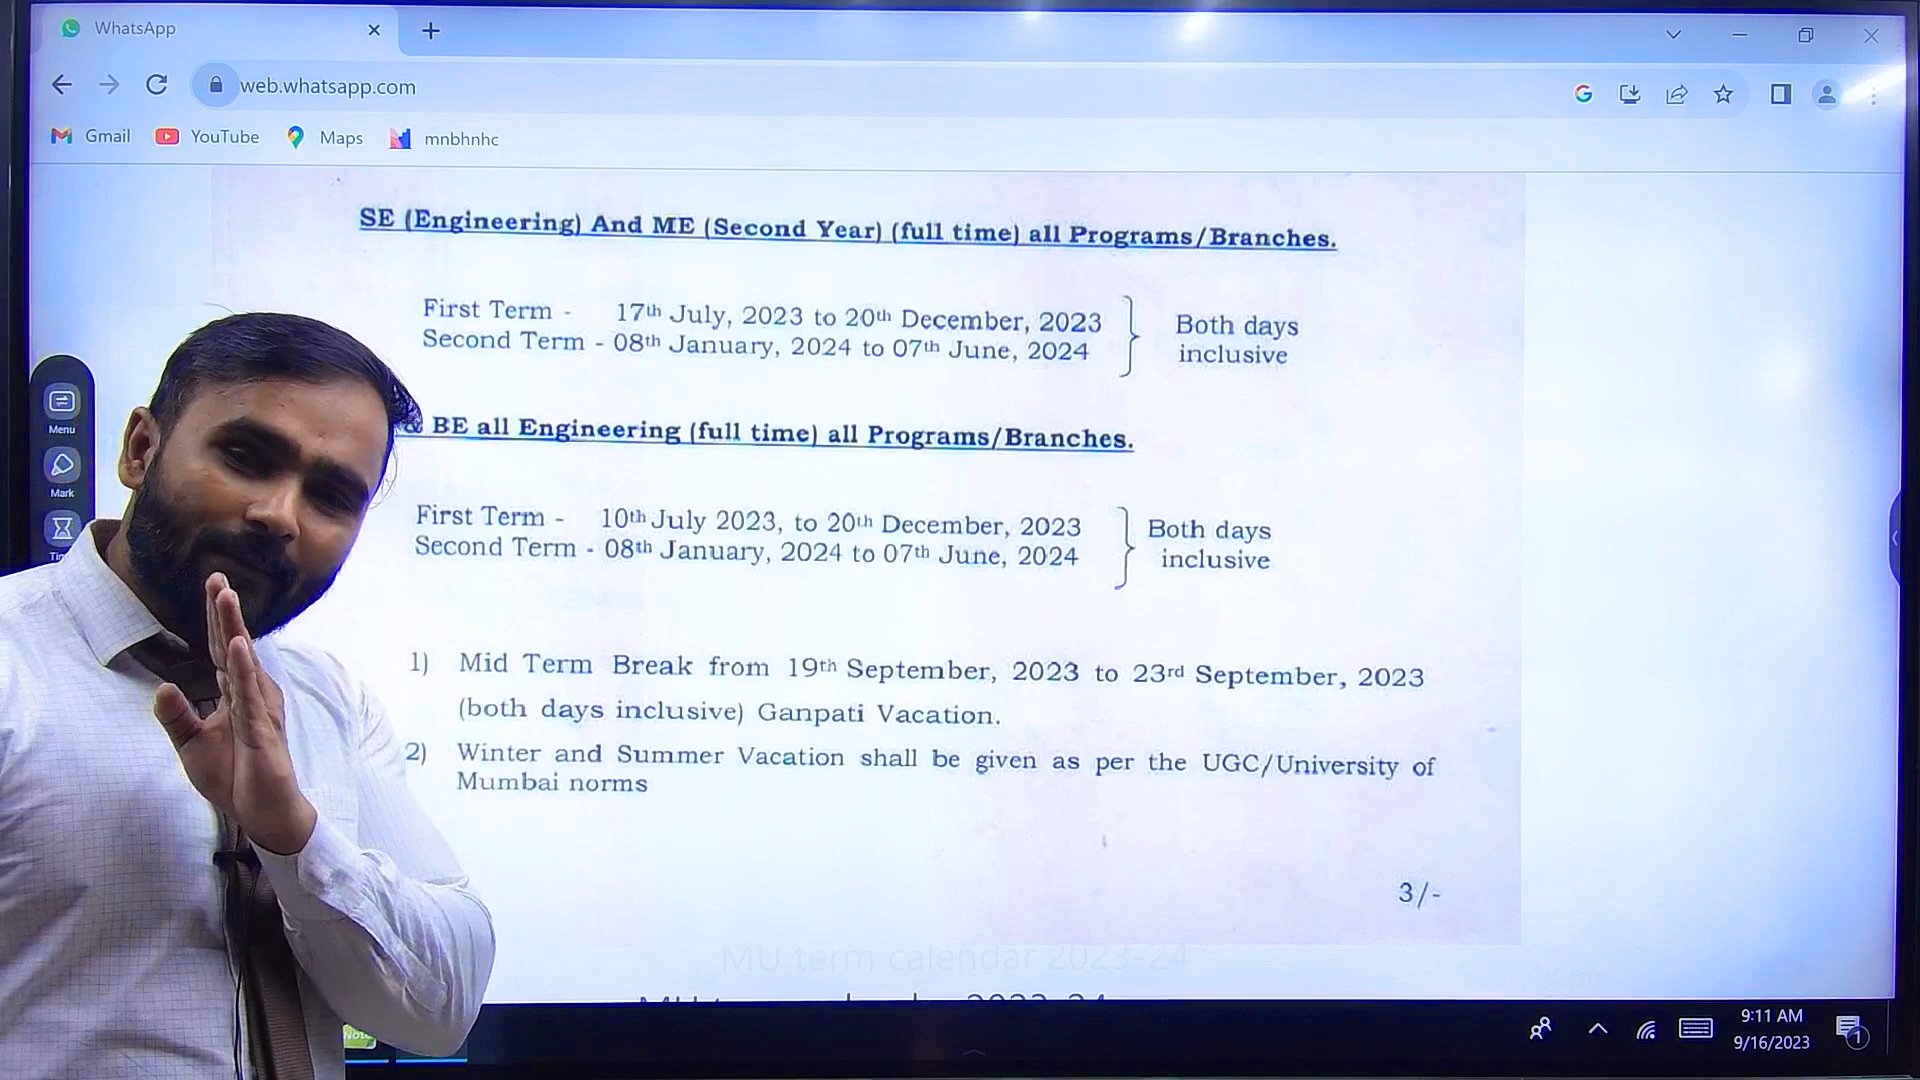 WhatsApp
web.whatsapp.com
Gmail YouTube Maps mnbhnhc
SE (Engineering) And ME (Second Year) (full time) all Programs/Branches.
First Term - 17th July, 2023 to 20th December, 2023
Second Term - 08th January, 2024 to 07th June, 2024
Both days
inclusive
& BE all Engineering (full time) all Programs/Branches.
First Term - 10th July 2023, to 20th December, 2023
Second Term - 08th January, 2024 to 07th June, 2024
Both days
inclusive
Menu
Mark
1) Mid Term Break from 19th September, 2023 to 23rd September, 2023
(both days inclusive) Ganpati Vacation.
2) Winter and Summer Vacation shall be given as per the UGC/University of
Mumbai norms
3/-
MU term calendar 2023-24
9:11 AM
9/16/2023
1